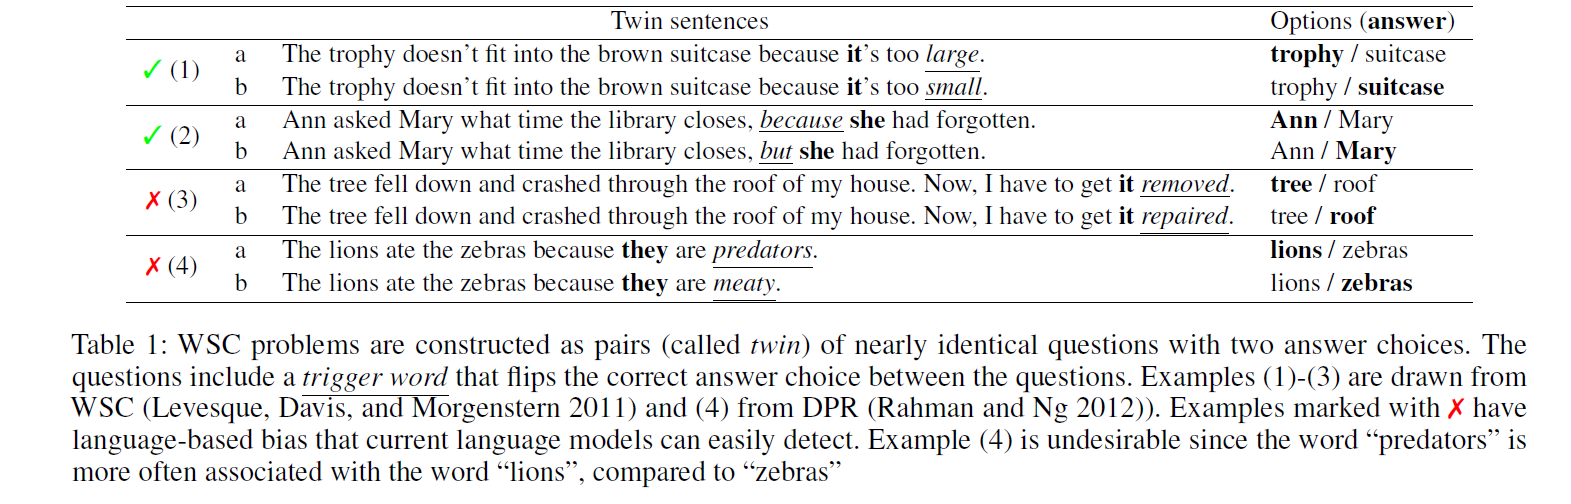 Twin sentences Options (answer)
✓ (1) a The trophy doesn't fit into the brown suitcase because it's too large. trophy / suitcase
b The trophy doesn't fit into the brown suitcase because it's too small. trophy / suitcase
✓ (2) a Ann asked Mary what time the library closes, because she had forgotten. Ann / Mary
b Ann asked Mary what time the library closes, but she had forgotten. Ann / Mary
✗ (3) a The tree fell down and crashed through the roof of my house. Now, I have to get it removed. tree / roof
b The tree fell down and crashed through the roof of my house. Now, I have to get it repaired. tree / roof
✗ (4) a The lions ate the zebras because they are predators. lions / zebras
b The lions ate the zebras because they are meaty. lions / zebras
Table 1: WSC problems are constructed as pairs (called twin) of nearly identical questions with two answer choices. The
questions include a trigger word that flips the correct answer choice between the questions. Examples (1)-(3) are drawn from
WSC (Levesque, Davis, and Morgenstern 2011) and (4) from DPR (Rahman and Ng 2012)). Examples marked with ✗ have
language-based bias that current language models can easily detect. Example (4) is undesirable since the word “predators” is
more often associated with the word “lions”, compared to “zebras”